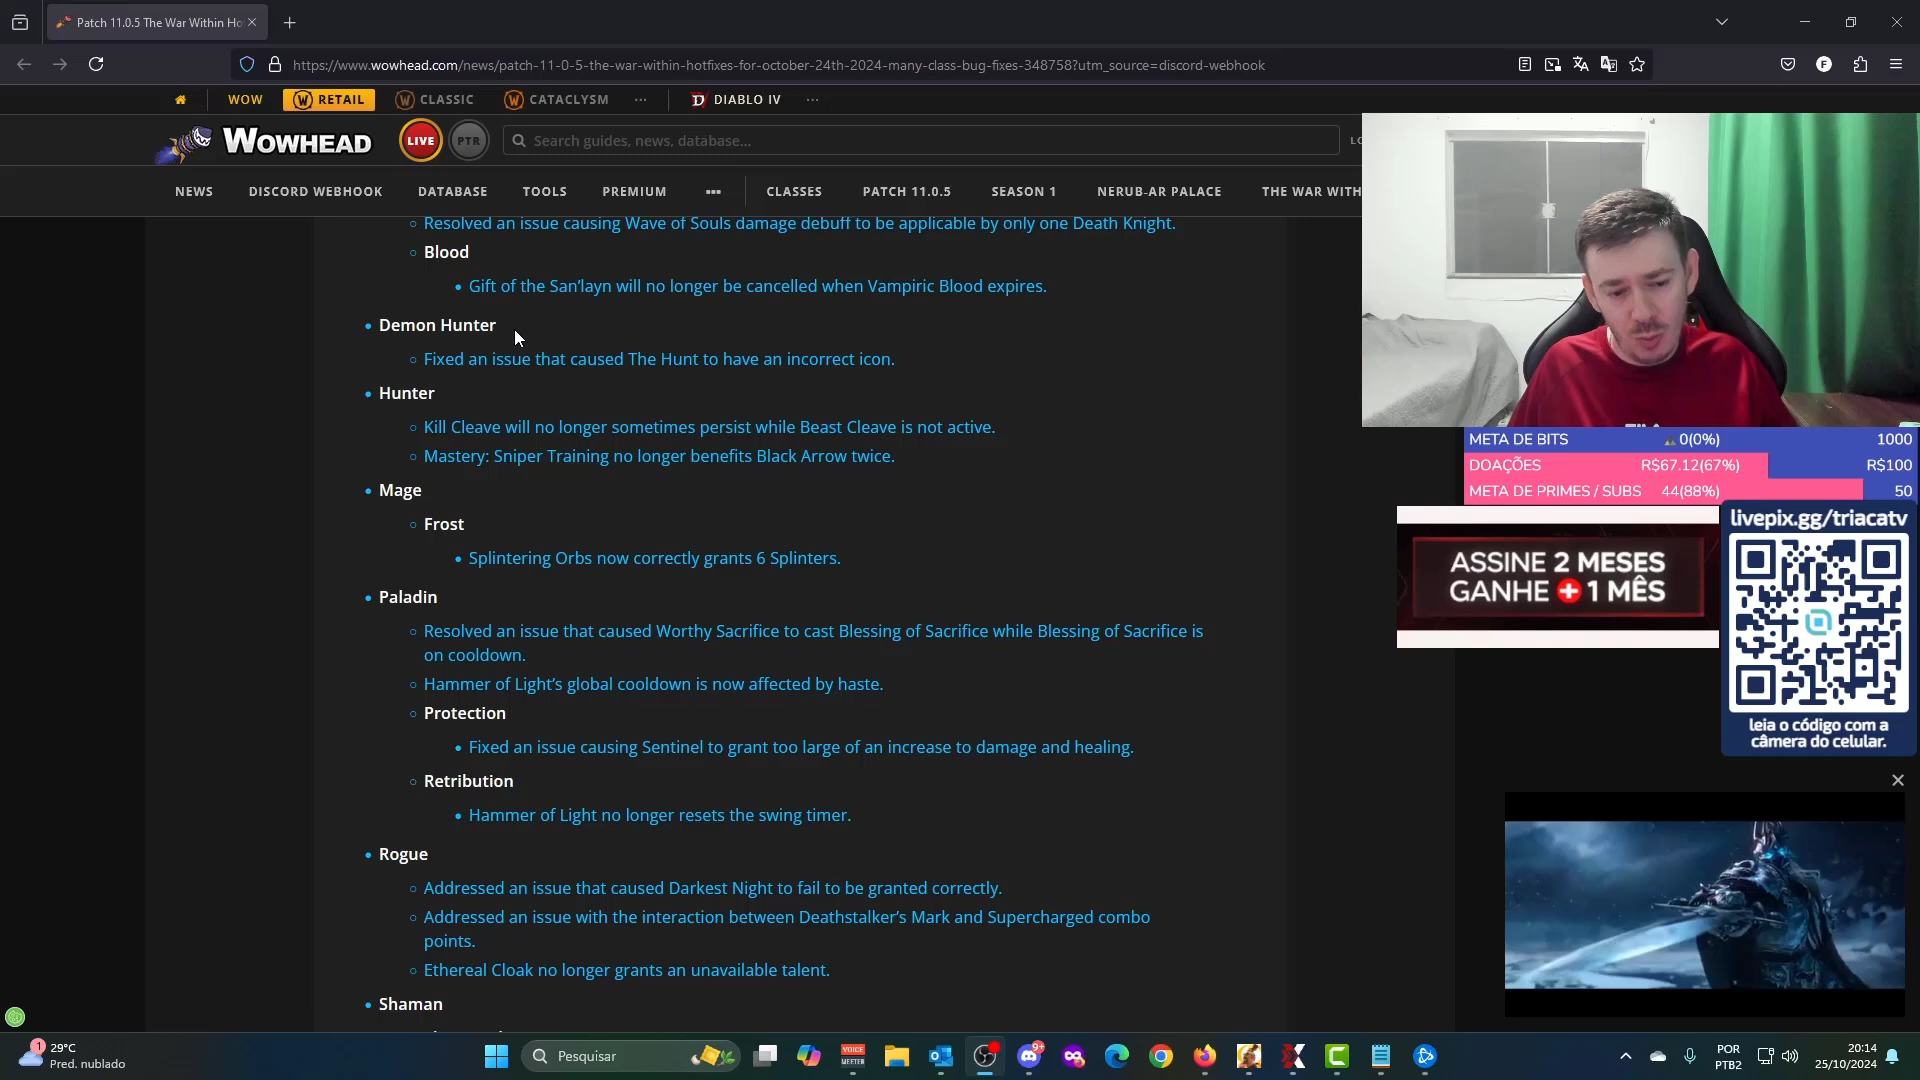 Patch 11.0.5 The War Within Ho
https://www.wowhead.com/news/patch-11-0-5-the-war-within-hotfixes-for-october-24th-2024-many-class-bug-fixes-348758?utm_source=discord-webhook
WOW RETAIL CLASSIC CATACLYSM ... DIABLO IV ...
WOWHEAD LIVE PTR Search guides, news, database...
NEWS DISCORD WEBHOOK DATABASE TOOLS PREMIUM ... CLASSES PATCH 11.0.5 SEASON 1 NERUB-AR PALACE THE WAR WITH
Resolved an issue causing Wave of Souls damage debuff to be applicable by only one Death Knight.
Blood
Gift of the San'layn will no longer be cancelled when Vampiric Blood expires.
Demon Hunter
Fixed an issue that caused The Hunt to have an incorrect icon.
Hunter
Kill Cleave will no longer sometimes persist while Beast Cleave is not active.
Mastery: Sniper Training no longer benefits Black Arrow twice.
Mage
Frost
Splintering Orbs now correctly grants 6 Splinters.
Paladin
Resolved an issue that caused Worthy Sacrifice to cast Blessing of Sacrifice while Blessing of Sacrifice is
on cooldown.
Hammer of Light's global cooldown is now affected by haste.
Protection
Fixed an issue causing Sentinel to grant too large of an increase to damage and healing.
Retribution
Hammer of Light no longer resets the swing timer.
Rogue
Addressed an issue that caused Darkest Night to fail to be granted correctly.
Addressed an issue with the interaction between Deathstalker's Mark and Supercharged combo
points.
Ethereal Cloak no longer grants an unavailable talent.
Shaman
META DE BITS 0(0%) 1000
DOAÇÕES R$67.12(67%) R$100
META DE PRIMES / SUBS 44(88%) 50
ASSINE 2 MESES
GANHE + 1 MÊS
livepix.gg/triacatv
leia o código com a
câmera do celular.
1
29°C
Pred. nublado
Pesquisar
VOICE
MEETER
9+
POR
PTB2
20:14
25/10/2024